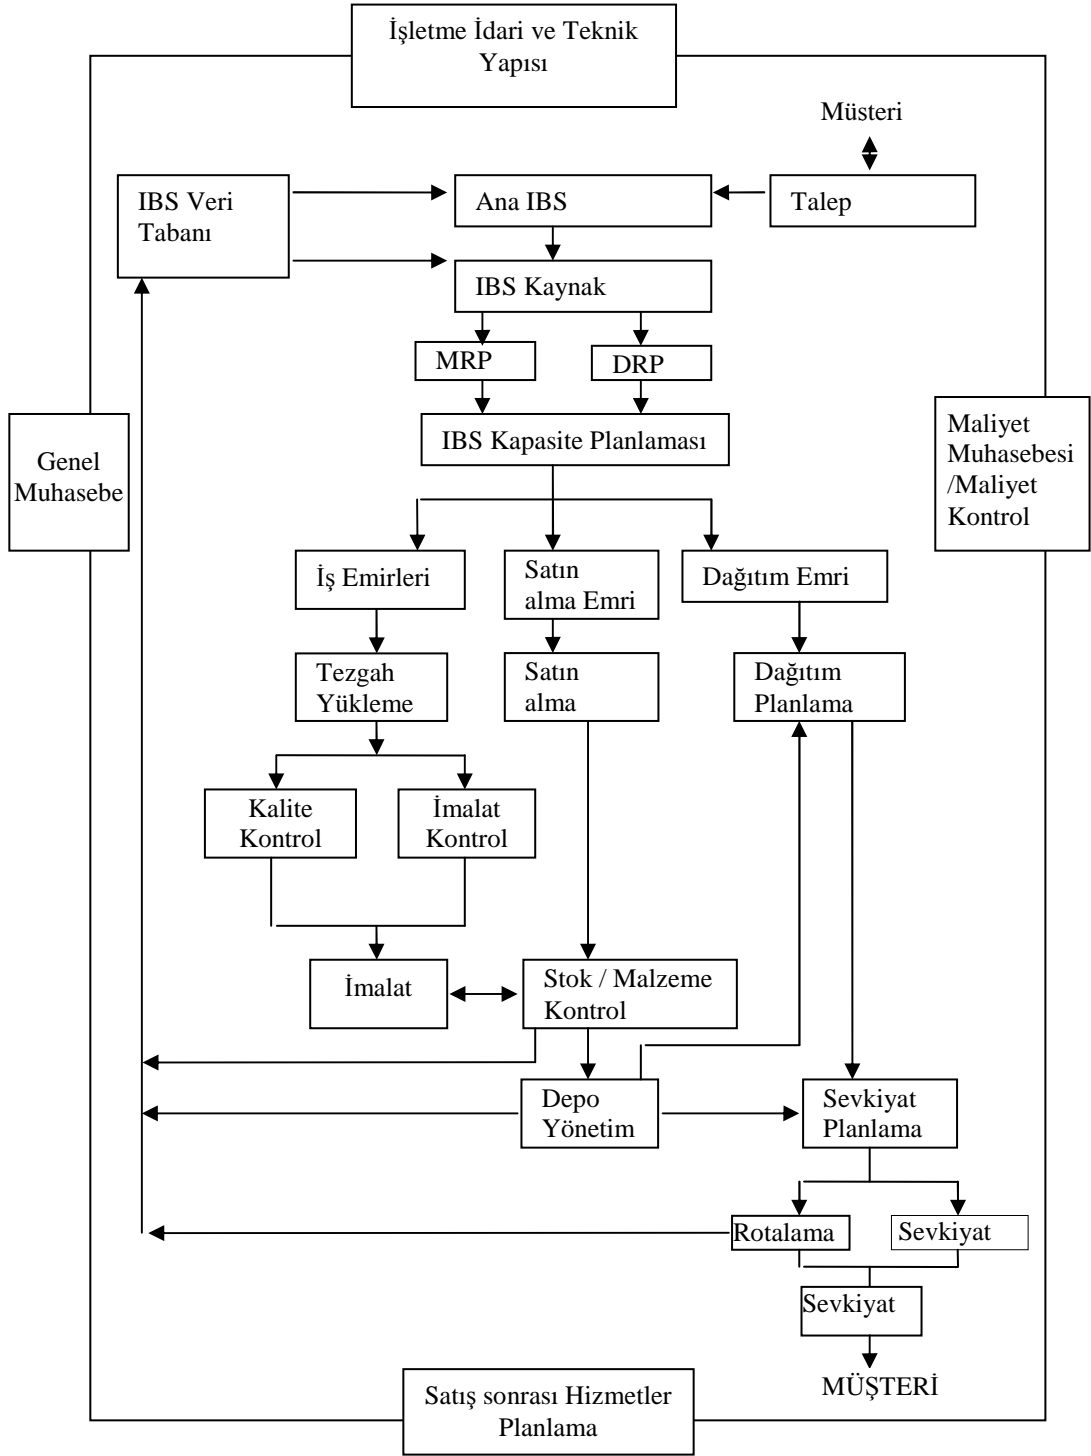 İşletme İdari ve Teknik
Yapısı
Müsteri
IBS Veri
Tabanı
Ana IBS
Talep
IBS Kaynak
MRP
DRP
IBS Kapasite Planlaması
Genel
Muhasebe
Maliyet
Muhasebesi
/Maliyet
Kontrol
İş Emirleri
Satın
alma Emri
Dağıtım Emri
Tezgah
Yükleme
Satın
alma
Dağıtım
Planlama
Kalite
Kontrol
İmalat
Kontrol
İmalat
Stok / Malzeme
Kontrol
Depo
Yönetim
Sevkiyat
Planlama
Rotalama
Sevkiyat
Sevkiyat
MÜŞTERİ
Satış sonrası Hizmetler
Planlama